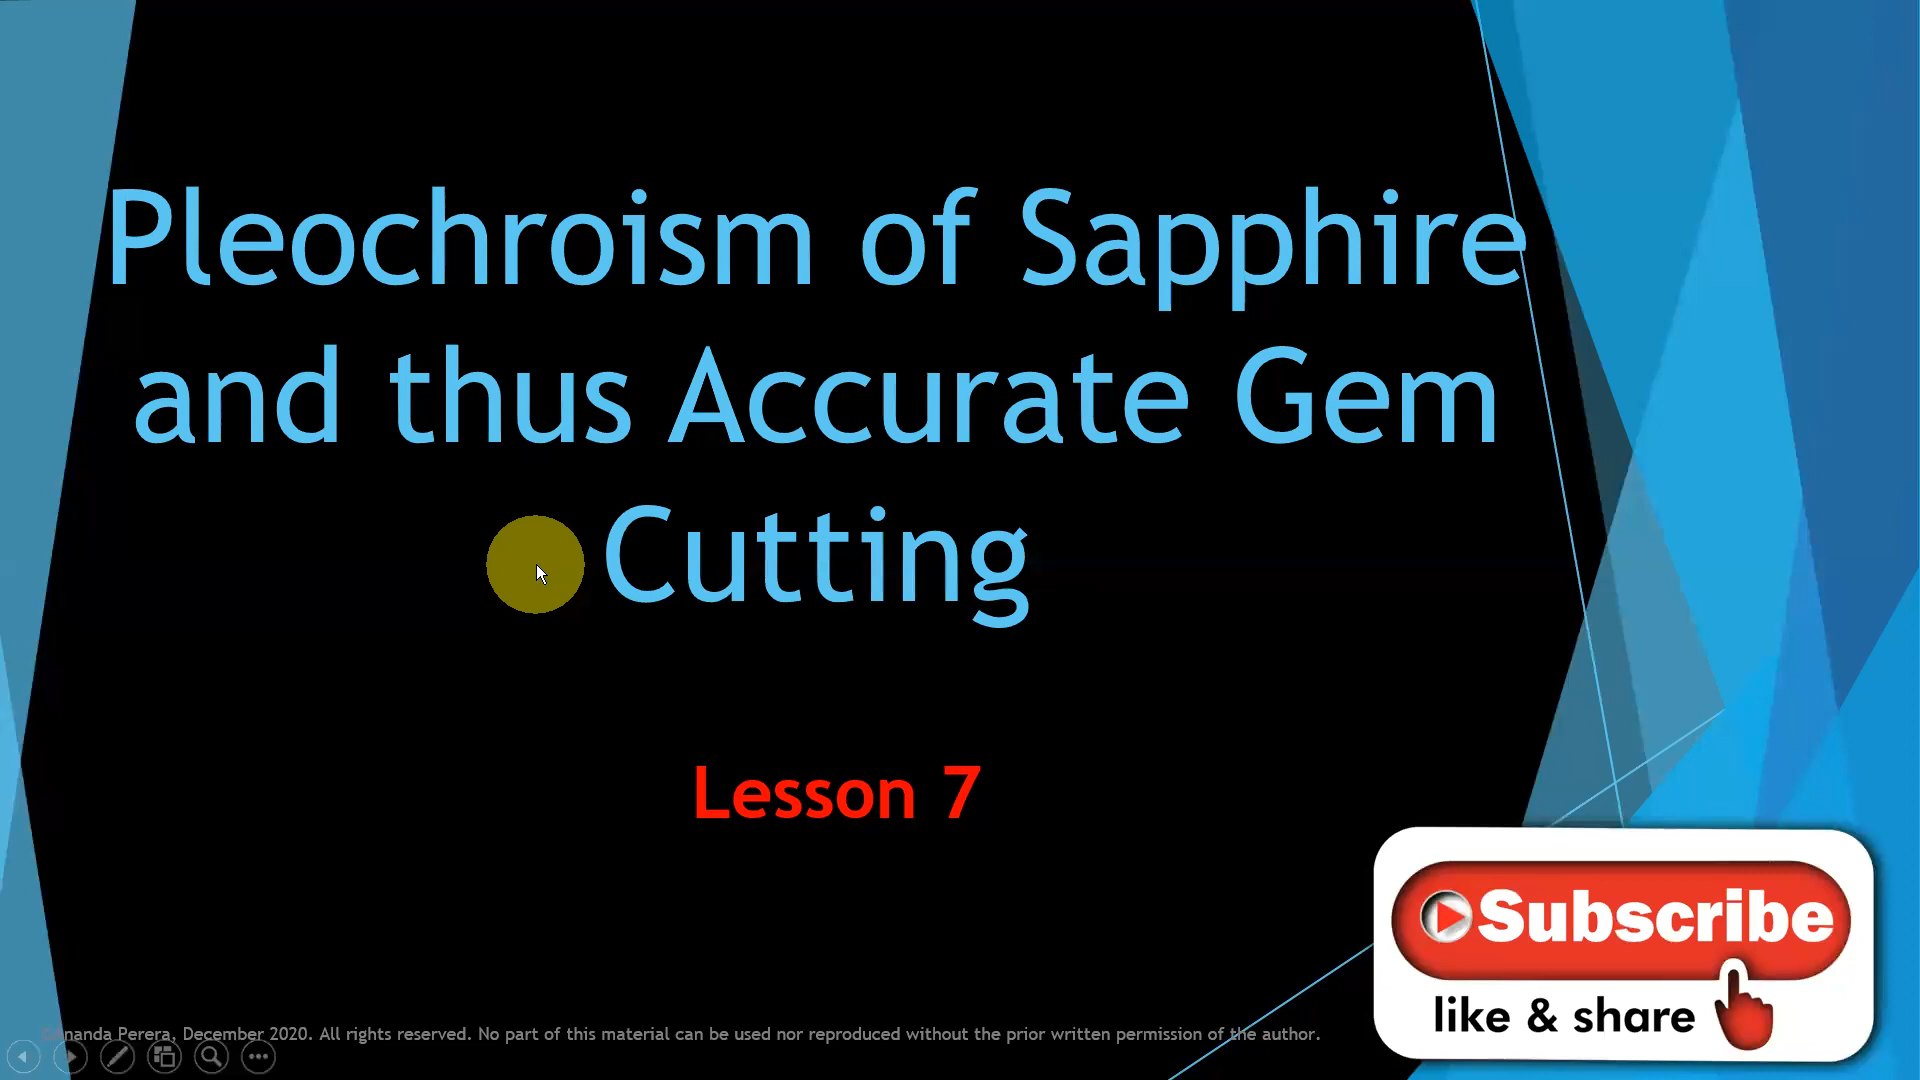 Pleochroism of Sapphire
and thus Accurate Gem
Cutting
Lesson 7
Subscribe
like & share
Perera, December 2020. All rights reserved. No part of this material can be used nor reproduced without the prior written permission of the author.